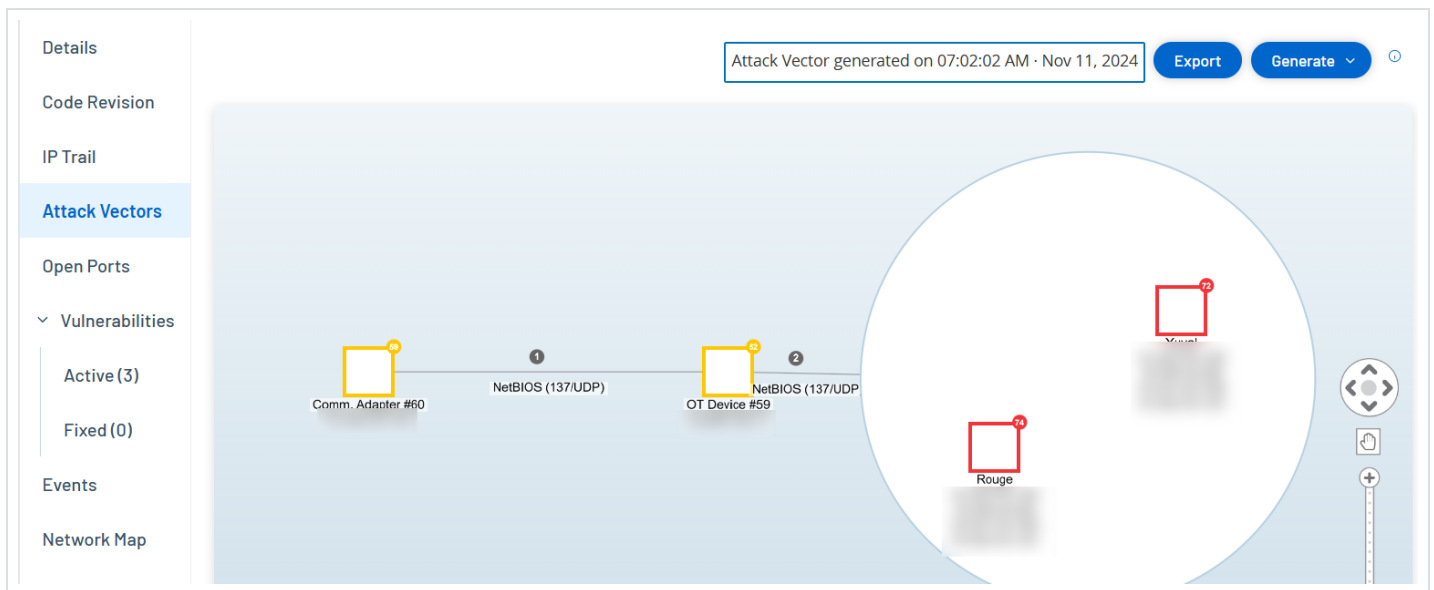 Details
Code Revision
IP Trail
Attack Vectors
Open Ports
Vulnerabilities
Active (3)
Fixed (0)
Events
Network Map
Attack Vector generated on 07:02:02 AM · Nov 11, 2024
Export
Generate
Comm. Adapter #60
1
NetBIOS (137/UDP)
OT Device #59
2
NetBIOS (137/UDP
72
74
Rouge